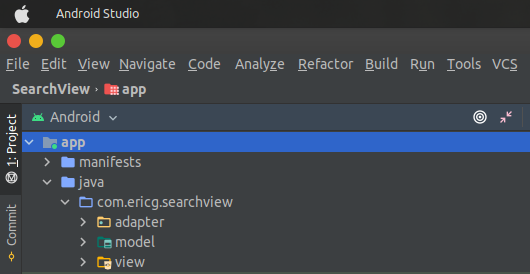 Android Studio
File Edit View Navigate Code Analyze Refactor Build Run Tools VCS
SearchView › app
Android
1: Project
Commit
app
manifests
java
com.ericg.searchview
adapter
model
view